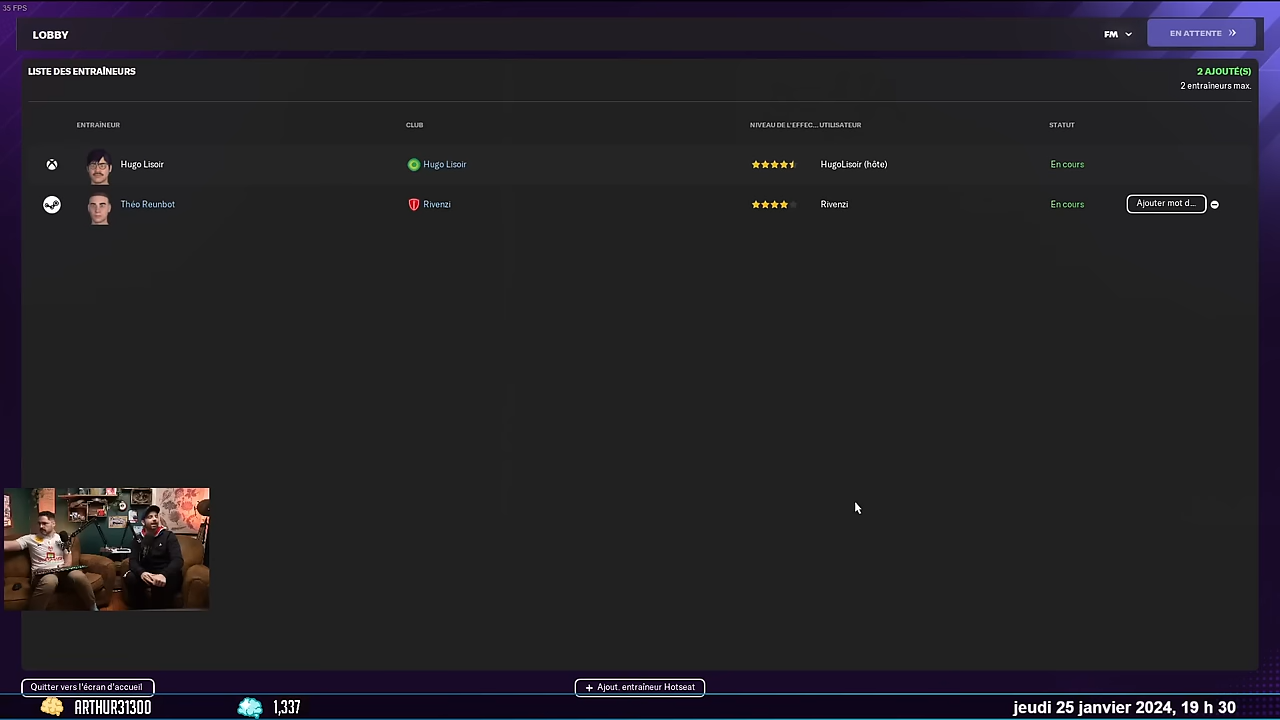 35 FPS
LOBBY
FM
EN ATTENTE
LISTE DES ENTRAÎNEURS
2 AJOUTÉ(S)
2 entraîneurs max.
ENTRAÎNEUR CLUB NIVEAU DE L'EFFEC... UTILISATEUR STATUT
Hugo Lisoir Hugo Lisoir HugoLisoir (hôte) En cours
Théo Reunbot Rivenzi Rivenzi En cours Ajouter mot d...
Quitter vers l'écran d'accueil
+ Ajout. entraîneur Hotseat
ARTHUR31300
1,337
jeudi 25 janvier 2024, 19 h 30